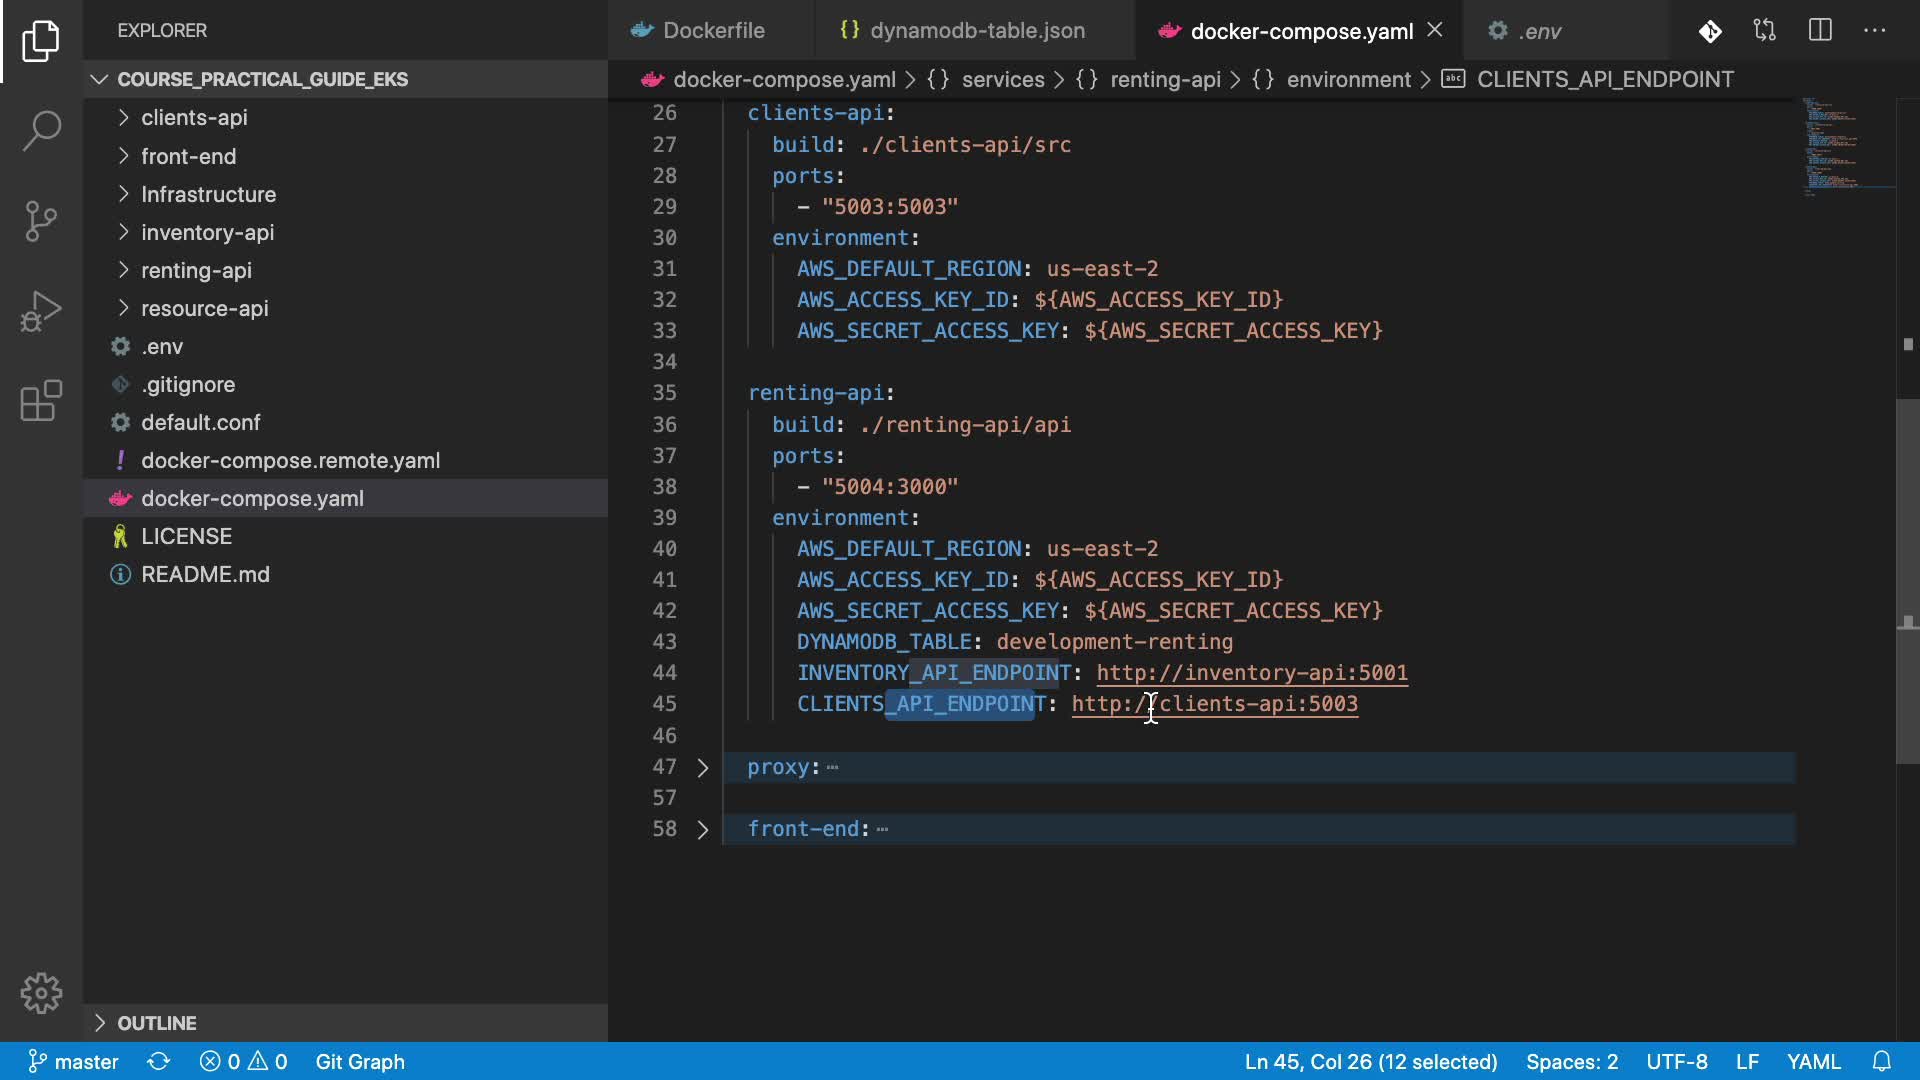 EXPLORER
Dockerfile
{} dynamodb-table.json
docker-compose.yaml
.env
COURSE_PRACTICAL_GUIDE_EKS
clients-api
front-end
Infrastructure
inventory-api
renting-api
resource-api
.env
.gitignore
default.conf
docker-compose.remote.yaml
docker-compose.yaml
LICENSE
README.md
OUTLINE
docker-compose.yaml > {} services > {} renting-api > {} environment > abc CLIENTS_API_ENDPOINT
26 clients-api:
27 build: ./clients-api/src
28 ports:
29 - "5003:5003"
30 environment:
31 AWS_DEFAULT_REGION: us-east-2
32 AWS_ACCESS_KEY_ID: ${AWS_ACCESS_KEY_ID}
33 AWS_SECRET_ACCESS_KEY: ${AWS_SECRET_ACCESS_KEY}
34
35 renting-api:
36 build: ./renting-api/api
37 ports:
38 - "5004:3000"
39 environment:
40 AWS_DEFAULT_REGION: us-east-2
41 AWS_ACCESS_KEY_ID: ${AWS_ACCESS_KEY_ID}
42 AWS_SECRET_ACCESS_KEY: ${AWS_SECRET_ACCESS_KEY}
43 DYNAMODB_TABLE: development-renting
44 INVENTORY_API_ENDPOINT: http://inventory-api:5001
45 CLIENTS_API_ENDPOINT: http://clients-api:5003
46
47 proxy: ⋯
57
58 front-end: ⋯
master 0 0 Git Graph Ln 45, Col 26 (12 selected) Spaces: 2 UTF-8 LF YAML